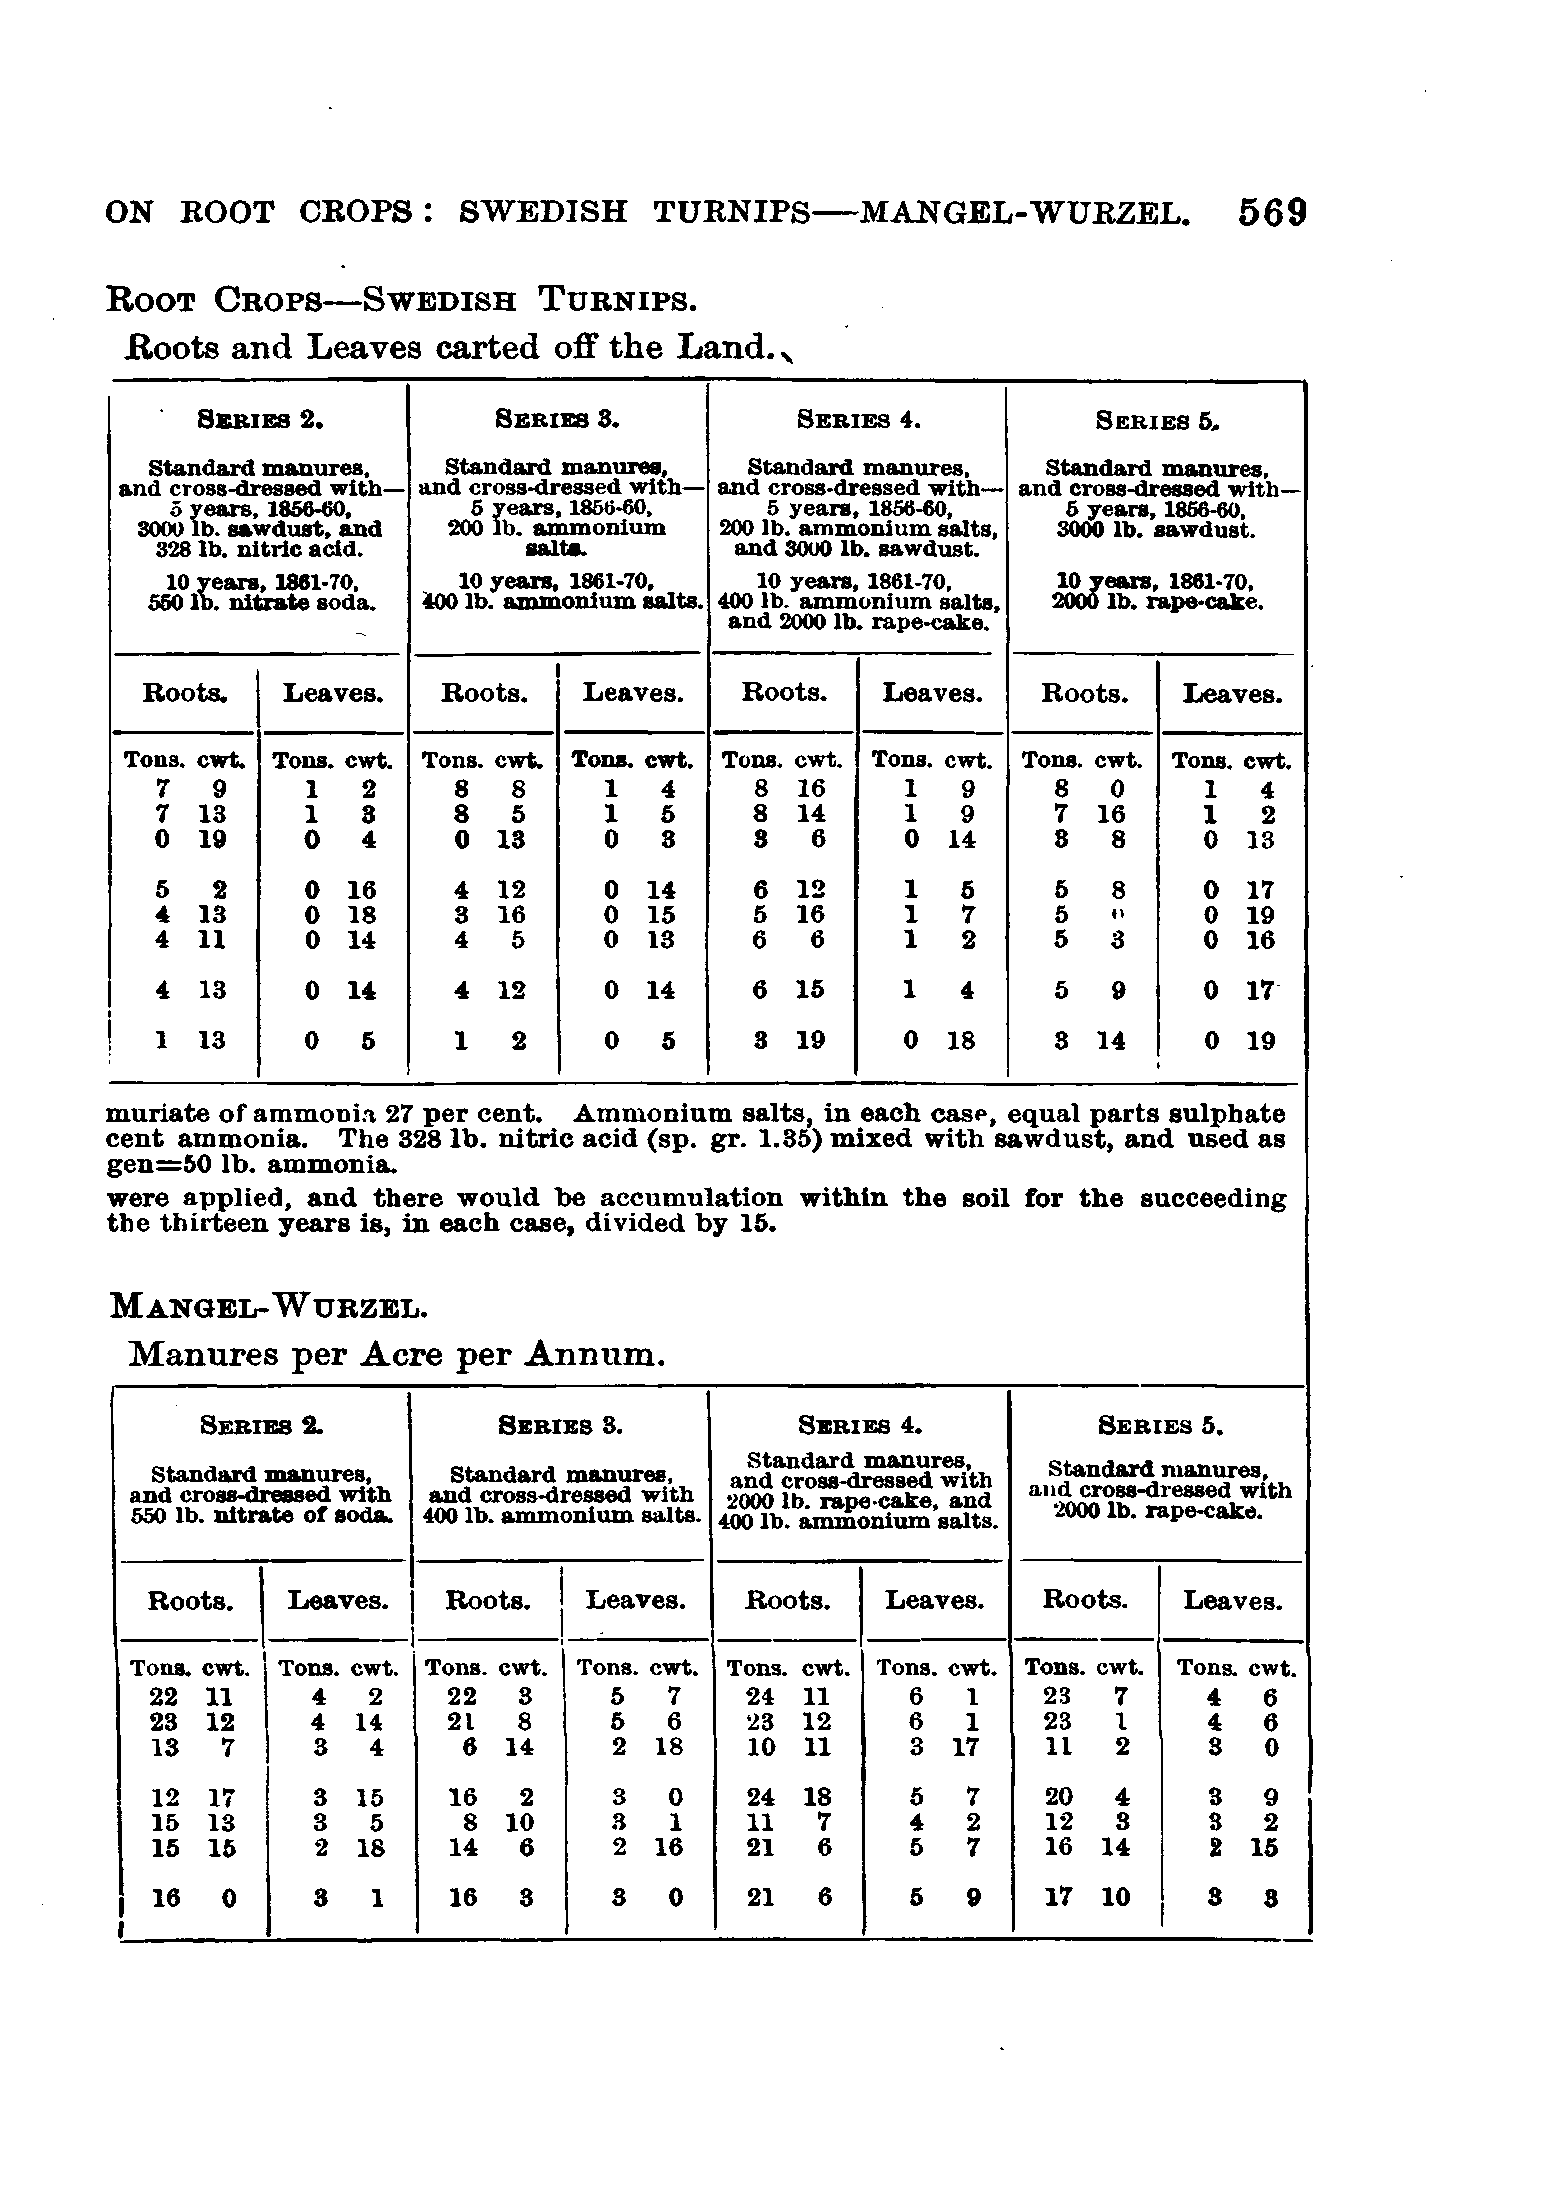 ON ROOT CROPS: SWEDISH TURNIPS—MANGEL-WURZEL. 569
ROOT CROPS—SWEDISH TURNIPS.
Roots and Leaves carted off the Land.
SERIES 2. SERIES 3. SERIES 4. SERIES 5.
Standard manures, Standard manures, Standard manures, Standard manures,
and cross-dressed with— and cross-dressed with— and cross-dressed with— and cross-dressed with—
5 years, 1856-60, 5 years, 1856-60, 5 years, 1856-60, 5 years, 1856-60,
3000 lb. sawdust, and 200 lb. ammonium 200 lb. ammonium salts, 3000 lb. sawdust.
328 lb. nitric acid. salts. and 3000 lb. sawdust.
10 years, 1861-70, 10 years, 1861-70, 10 years, 1861-70, 10 years, 1861-70,
550 lb. nitrate soda. 400 lb. ammonium salts. 400 lb. ammonium salts, 2000 lb. rape-cake.
and 2000 lb. rape-cake.
Roots. Leaves. Roots. Leaves. Roots. Leaves. Roots. Leaves.
Tons. cwt. Tons. cwt. Tons. cwt. Tons. cwt. Tons. cwt. Tons. cwt. Tons. cwt. Tons. cwt.
7 9 1 2 8 8 1 4 8 16 1 9 8 0 1 4
7 13 1 3 8 5 1 5 8 14 1 9 7 16 1 2
0 19 0 4 0 13 0 3 3 6 0 14 3 8 0 13
5 2 0 16 4 12 0 14 6 12 1 5 5 8 0 17
4 13 0 18 3 16 0 15 5 16 1 7 5 0 0 19
4 11 0 14 4 5 0 13 6 6 1 2 5 3 0 16
4 13 0 14 4 12 0 14 6 15 1 4 5 9 0 17
1 13 0 5 1 2 0 5 3 19 0 18 3 14 0 19
muriate of ammonia 27 per cent. Ammonium salts, in each case, equal parts sulphate
cent ammonia. The 328 lb. nitric acid (sp. gr. 1.35) mixed with sawdust, and used as
gen=50 lb. ammonia.
were applied, and there would be accumulation within the soil for the succeeding
the thirteen years is, in each case, divided by 15.
MANGEL-WURZEL.
Manures per Acre per Annum.
SERIES 2. SERIES 3. SERIES 4. SERIES 5.
Standard manures, Standard manures, Standard manures, Standard manures,
and cross-dressed with and cross-dressed with and cross-dressed with and cross-dressed with
550 lb. nitrate of soda. 400 lb. ammonium salts. 2000 lb. rape-cake, and 2000 lb. rape-cake.
400 lb. ammonium salts.
Roots. Leaves. Roots. Leaves. Roots. Leaves. Roots. Leaves.
Tons. cwt. Tons. cwt. Tons. cwt. Tons. cwt. Tons. cwt. Tons. cwt. Tons. cwt. Tons. cwt.
22 11 4 2 22 3 5 7 24 11 6 1 23 7 4 6
23 12 4 14 21 8 5 6 23 12 6 1 23 1 4 6
13 7 3 4 6 14 2 18 10 11 3 17 11 2 3 0
12 17 3 15 16 2 3 0 24 18 5 7 20 4 3 9
15 13 3 5 8 10 3 1 11 7 4 2 12 3 3 2
15 15 2 18 14 6 2 16 21 6 5 7 16 14 2 15
16 0 3 1 16 3 3 0 21 6 5 9 17 10 3 3